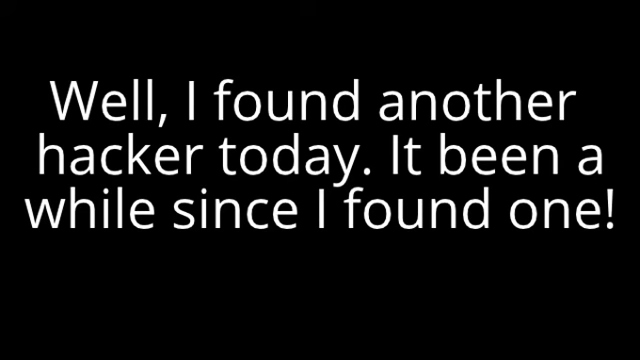 Well, I found another
hacker today. It been a
while since I found one!